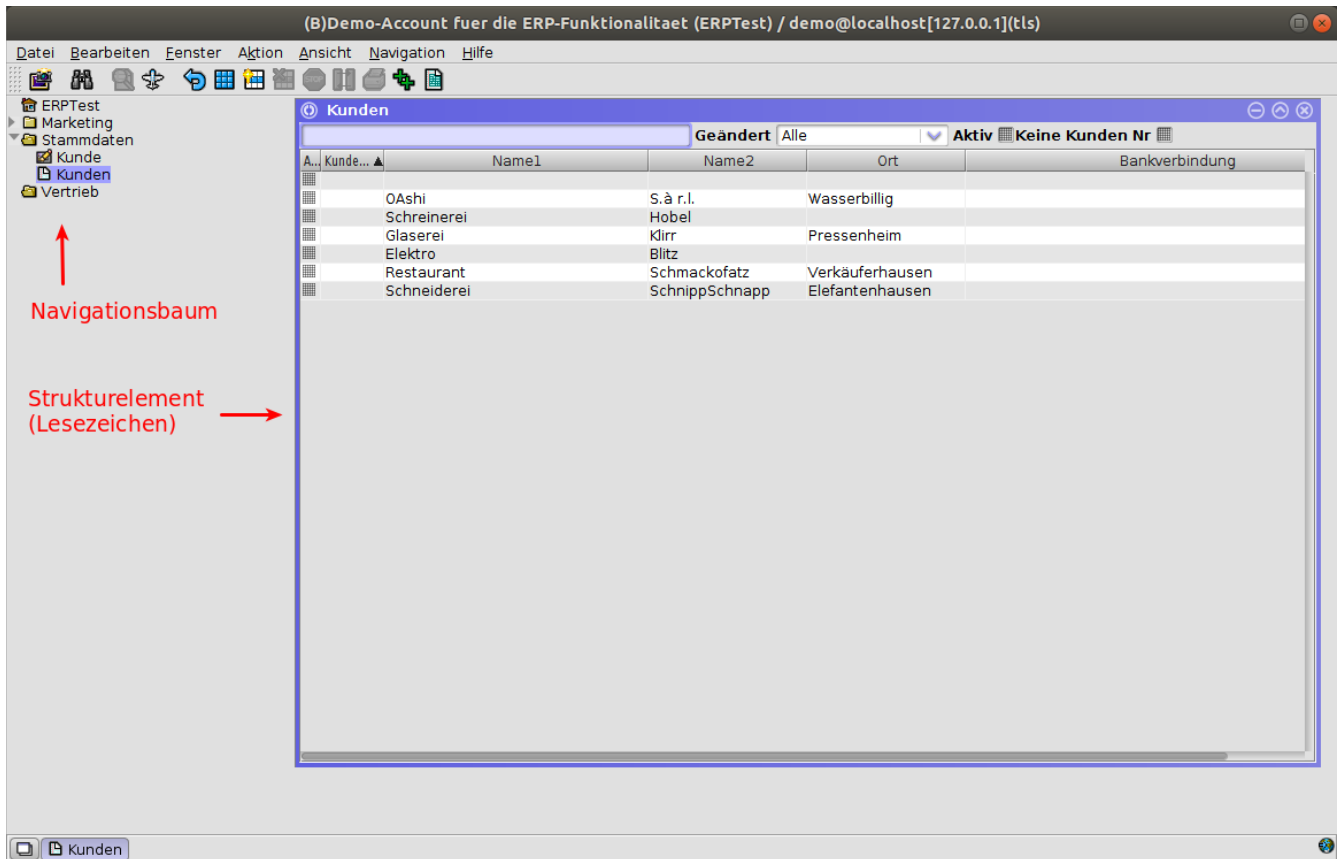 (B)Demo-Account fuer die ERP-Funktionalitaet (ERPTest) / demo@localhost[127.0.0.1](tls)
Datei Bearbeiten Fenster Aktion Ansicht Navigation Hilfe
STOP
ERPTest
Marketing
Stammdaten
Kunde
Kunden
Vertrieb
Navigationsbaum
Strukturelement
(Lesezeichen)
Kunden
Geändert Alle Aktiv Keine Kunden Nr
A... Kunde... Name1 Name2 Ort Bankverbindung
OAshi S.à r.l. Wasserbillig
Schreinerei Hobel
Glaserei Klirr Pressenheim
Elektro Blitz
Restaurant Schmackofatz Verkäuferhausen
Schneiderei SchnippSchnapp Elefantenhausen
Kunden